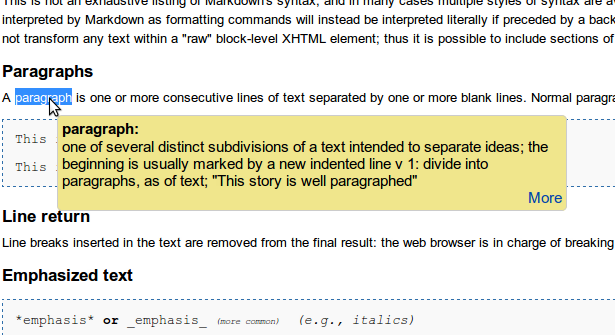 This is not an exhaustive listing of Markdown's syntax, and in many cases multiple styles of syntax are
interpreted by Markdown as formatting commands will instead be interpreted literally if preceded by a
not transform any text within a "raw" block-level XHTML element; thus it is possible to include sections of
Paragraphs
A paragraph is one or more consecutive lines of text separated by one or more blank lines. Normal
paragraph:
This
one of several distinct subdivisions of a text intended to separate ideas; the
beginning is usually marked by a new indented line v 1: divide into
This
paragraphs, as of text; "This story is well paragraphed"
More
Line return
Line breaks inserted in the text are removed from the final result: the web browser is in charge of breaking
Emphasized text
*emphasis* or _emphasis_ (more common) (e.g., italics)